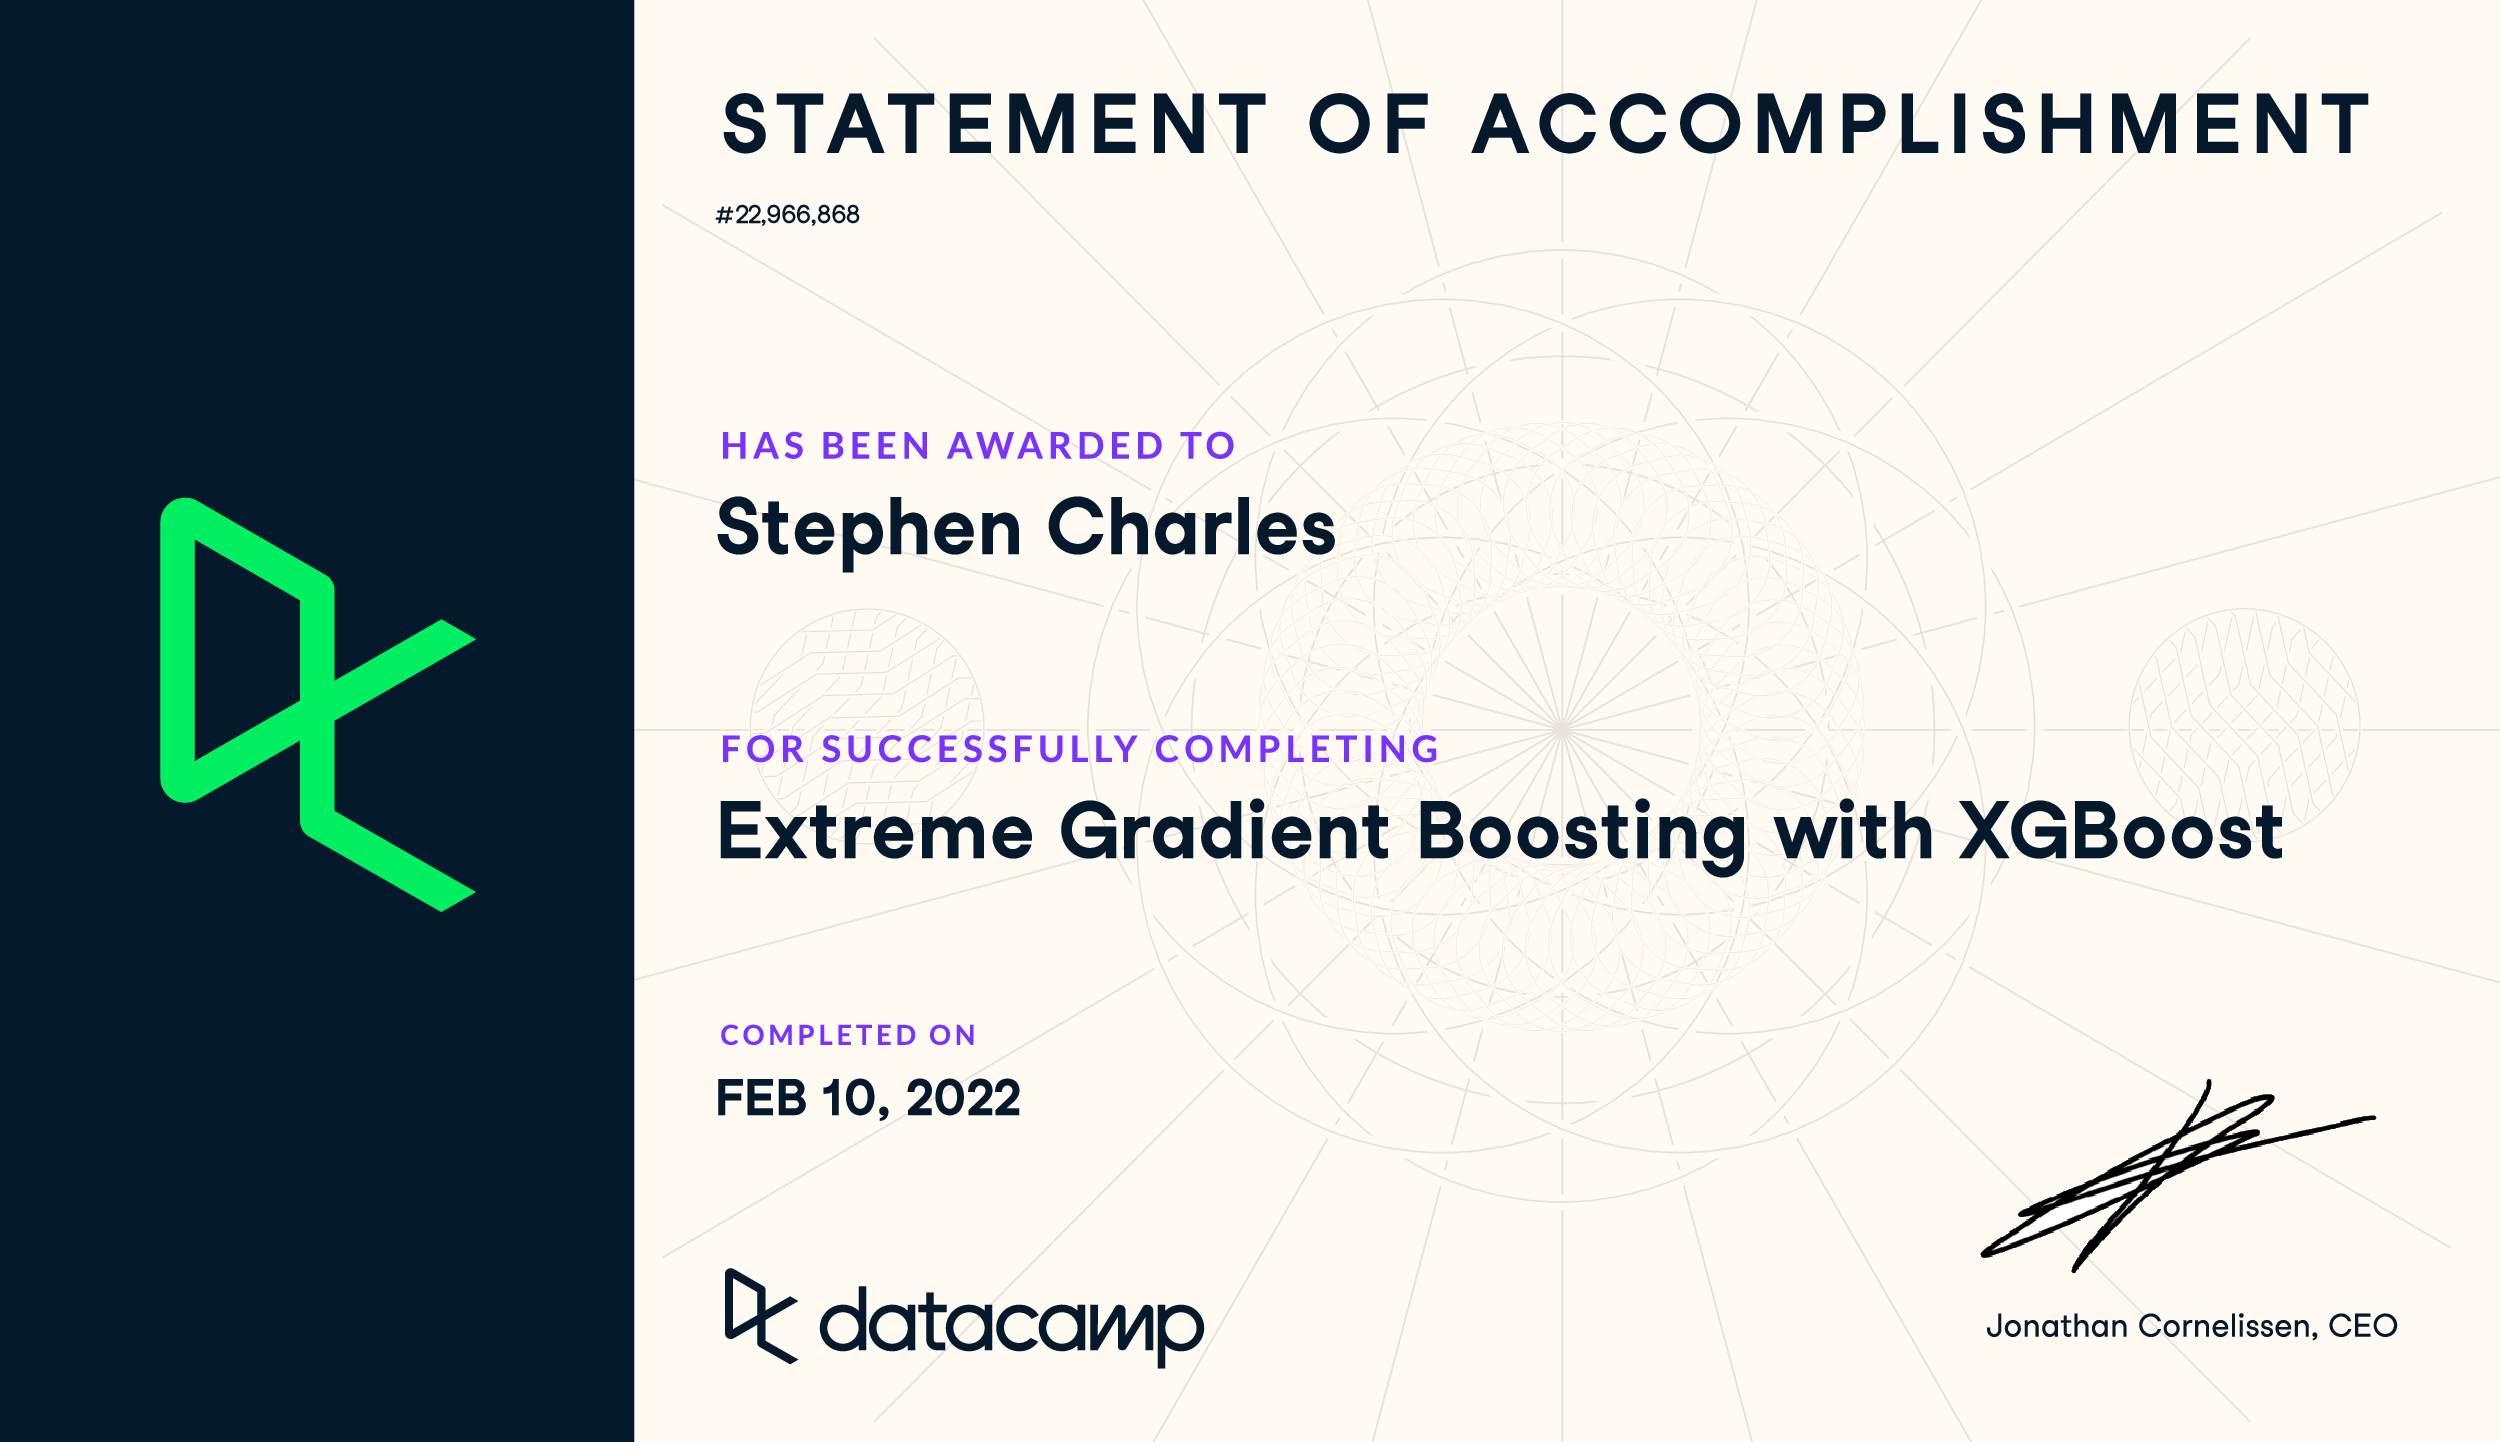 STATEMENT OF ACCOMPLISHMENT
#22,966,868
HAS BEEN AWARDED TO
Stephen Charles
FOR SUCCESSFULLY COMPLETING
Extreme Gradient Boosting with XGBoost
COMPLETED ON
FEB 10, 2022
datacamp
Jonathan Cornelissen, CEO